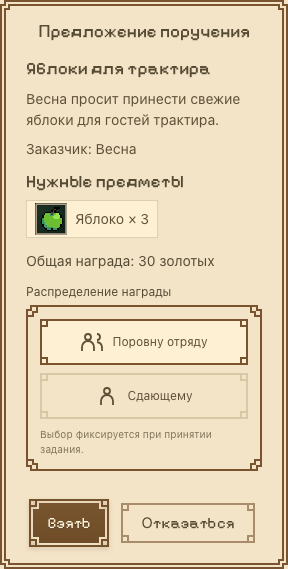 Предложение поручения
Яблоки для трактира
Весна просит принести свежие
яблоки для гостей трактира.
Заказчик: Весна
Нужные предметы
Яблоко × 3
Общая награда: 30 золотых
Распределение награды
Поровну отряду
Сдающему
Выбор фиксируется при принятии
задания.
Взять
Отказаться